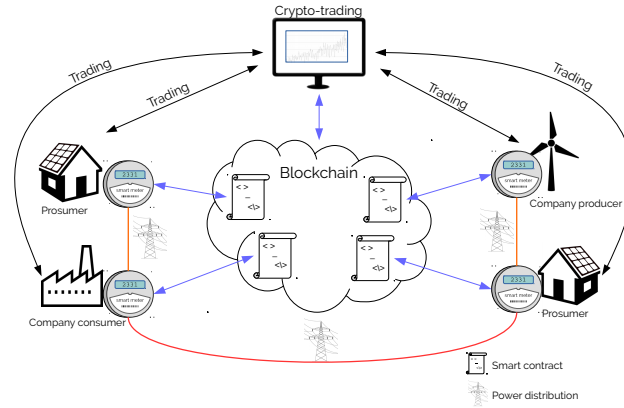 Crypto-trading
Trading
Trading
Trading
Trading
Blockchain
2331
smart meter
Prosumer
2331
smart meter
Company producer
< >
_
<\>
< >
_
<\>
< >
_
<\>
< >
_
<\>
2331
smart meter
Company consumer
2331
smart meter
Prosumer
Smart contract
Power distribution